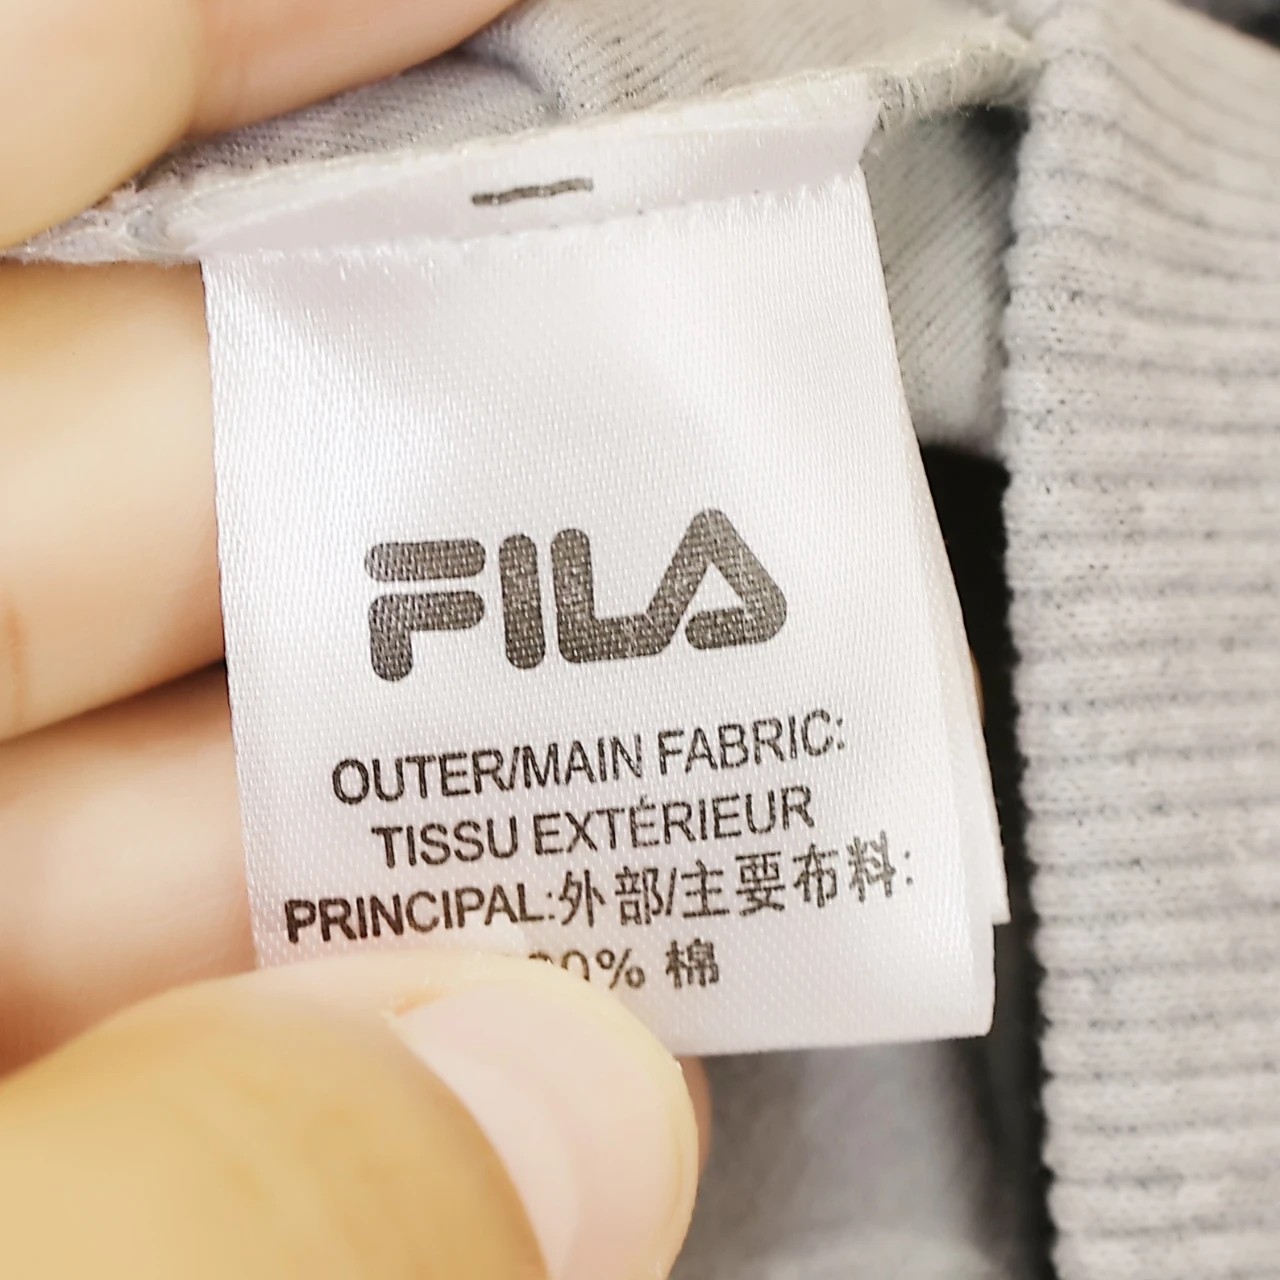 FILA
OUTER/MAIN FABRIC:
TISSU EXTÉRIEUR
PRINCIPAL:外部/主要布料:
棉